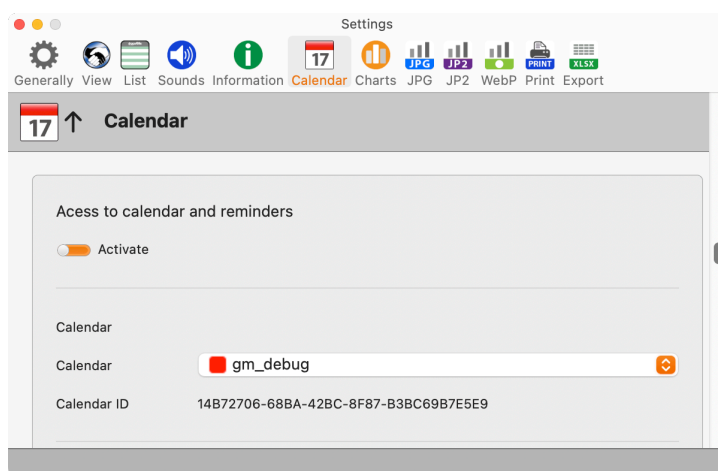 Settings
17
JPG JP2 PRINT XLSX
Generally View List Sounds Information Calendar Charts JPG JP2 WebP Print Export
17 ↑ Calendar
Acess to calendar and reminders
Activate
Calendar
Calendar gm_debug
Calendar ID 14B72706-68BA-42BC-8F87-B3BC69B7E5E9